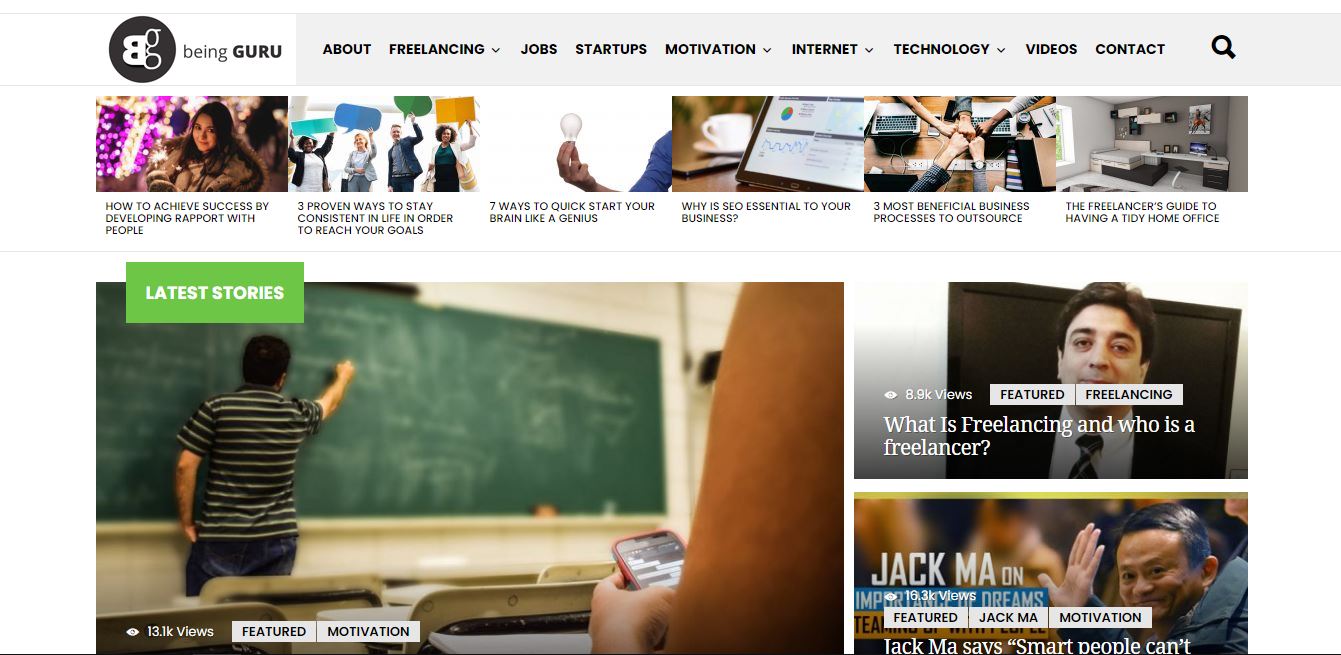 Bg being GURU
ABOUT FREELANCING JOBS STARTUPS MOTIVATION INTERNET TECHNOLOGY VIDEOS CONTACT
HOW TO ACHIEVE SUCCESS BY
DEVELOPING RAPPORT WITH
PEOPLE
3 PROVEN WAYS TO STAY
CONSISTENT IN LIFE IN ORDER
TO REACH YOUR GOALS
7 WAYS TO QUICK START YOUR
BRAIN LIKE A GENIUS
WHY IS SEO ESSENTIAL TO YOUR
BUSINESS?
3 MOST BENEFICIAL BUSINESS
PROCESSES TO OUTSOURCE
THE FREELANCER’S GUIDE TO
HAVING A TIDY HOME OFFICE
LATEST STORIES
13.1k Views FEATURED MOTIVATION
8.9k Views FEATURED FREELANCING
What Is Freelancing and who is a
freelancer?
JACK MA ON
IMPORTANCE OF DREAMS
16.3k Views
FEATURED JACK MA MOTIVATION
Jack Ma says “Smart people can’t